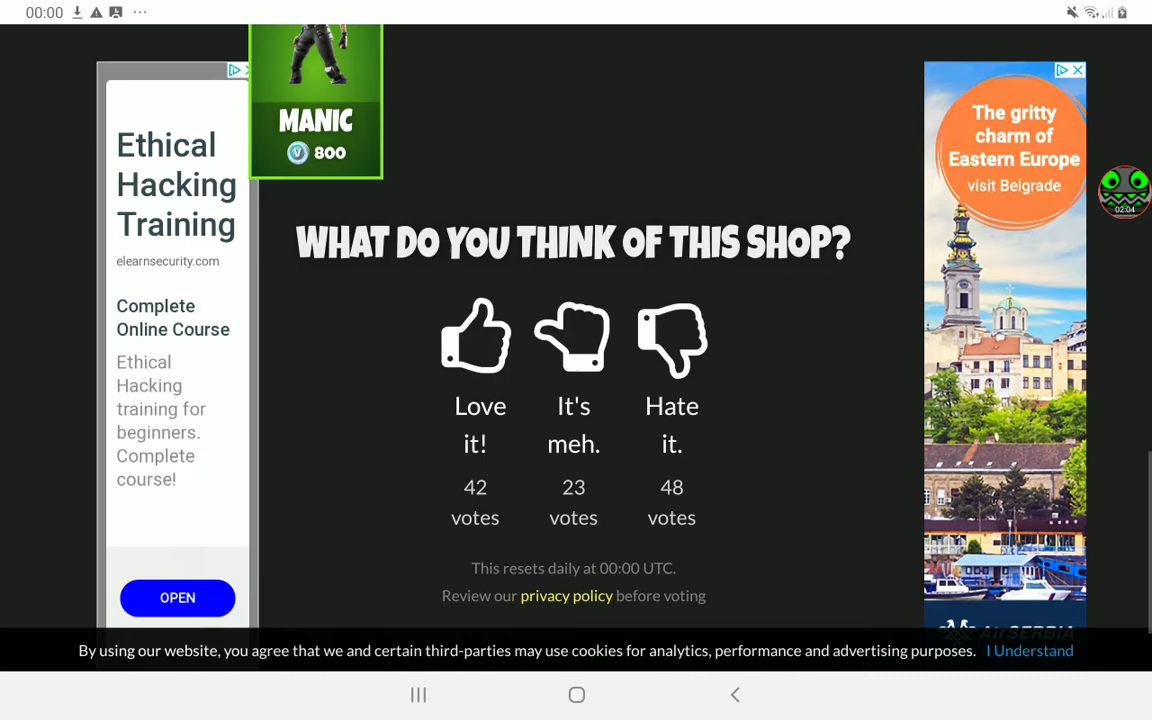 00:00
MANIC
800
Ethical
Hacking
Training
elearnsecurity.com
Complete
Online Course
Ethical
Hacking
training for
beginners.
Complete
course!
OPEN
WHAT DO YOU THINK OF THIS SHOP?
Love it!
It's meh.
Hate it.
42 votes
23 votes
48 votes
This resets daily at 00:00 UTC.
Review our privacy policy before voting
The gritty
charm of
Eastern Europe
visit Belgrade
AirSERBIA
02:04
By using our website, you agree that we and certain third-parties may use cookies for analytics, performance and advertising purposes. I Understand